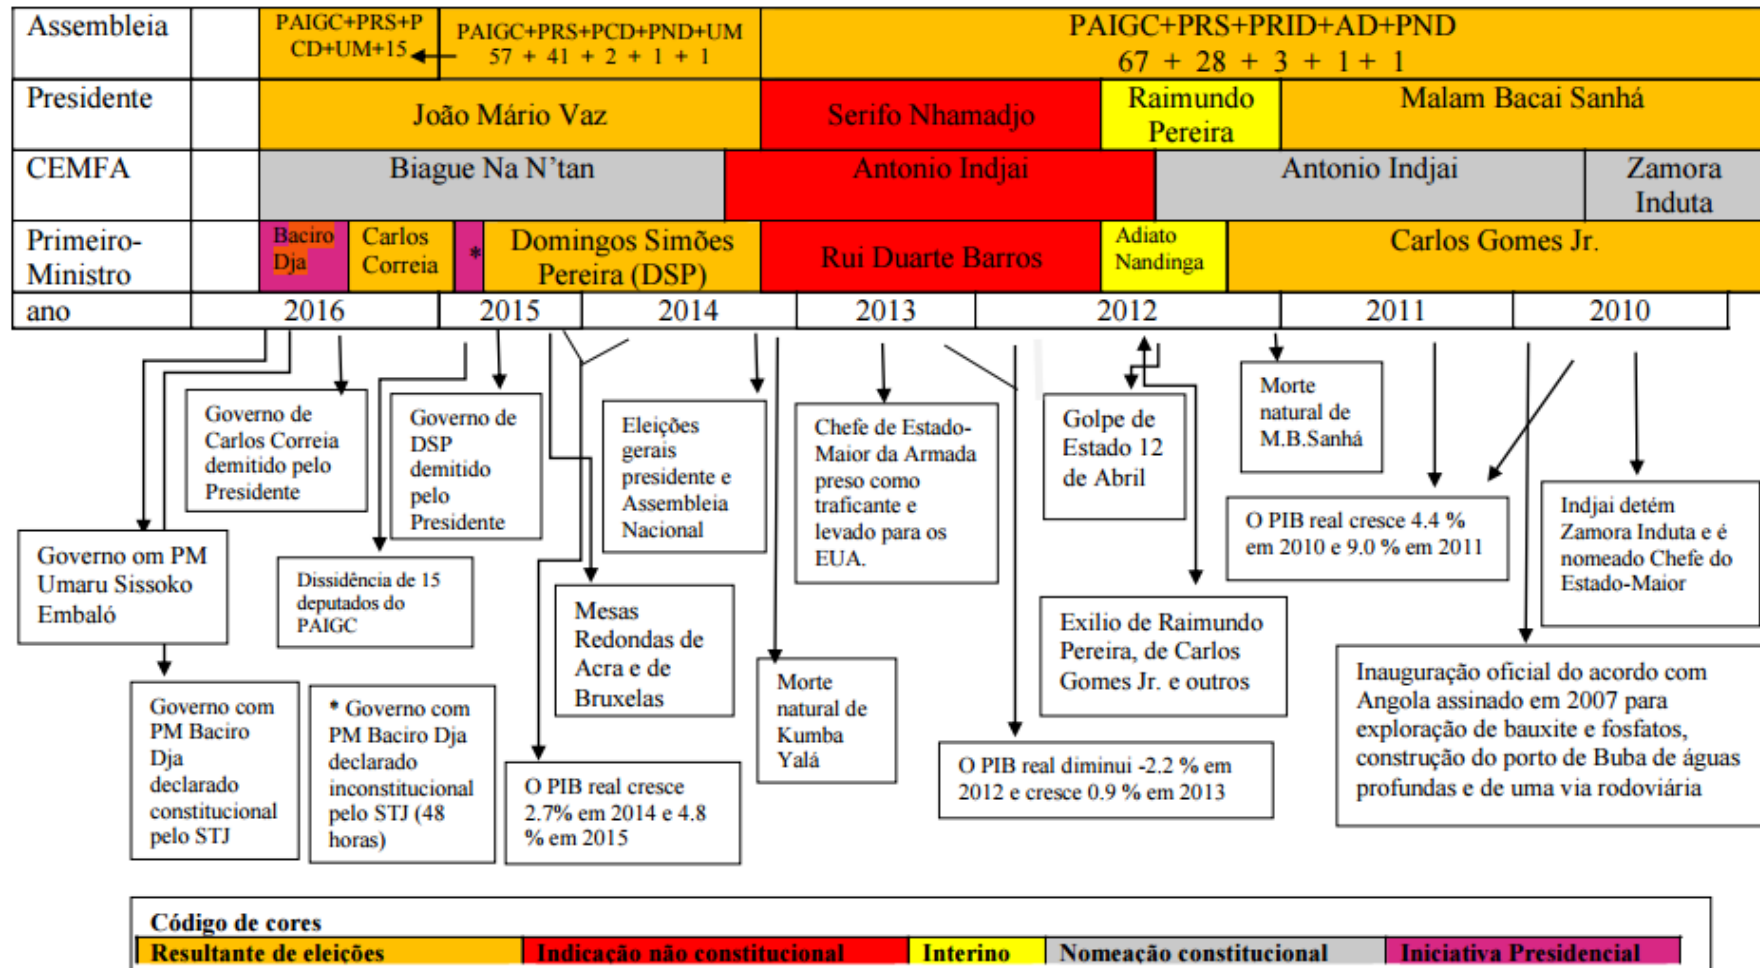 Assembleia
PAIGC+PRS+P
CD+UM+15
PAIGC+PRS+PCD+PND+UM
57 + 41 + 2 + 1 + 1
PAIGC+PRS+PRID+AD+PND
67 + 28 + 3 + 1 + 1
Presidente
João Mário Vaz
Serifo Nhamadjo
Raimundo
Pereira
Malam Bacai Sanhá
CEMFA
Biague Na N'tan
Antonio Indjai
Antonio Indjai
Zamora
Induta
Primeiro-
Ministro
Baciro
Dja
Carlos
Correia
*
Domingos Simões
Pereira (DSP)
Rui Duarte Barros
Adiato
Nandinga
Carlos Gomes Jr.
ano
2016
2015
2014
2013
2012
2011
2010
Governo de
Carlos Correia
demitido pelo
Presidente
Governo de
DSP
demitido
pelo
Presidente
Eleições
gerais
presidente e
Assembleia
Nacional
Chefe de Estado-
Maior da Armada
preso como
traficante e
levado para os
EUA.
Golpe de
Estado 12
de Abril
Morte
natural de
M.B.Sanhá
O PIB real cresce 4.4 %
em 2010 e 9.0 % em 2011
Indjai detém
Zamora Induta e é
nomeado Chefe do
Estado-Maior
Governo om PM
Umaru Sissoko
Embaló
Dissidência de 15
deputados do
PAIGC
Mesas
Redondas de
Acra e de
Bruxelas
Exilio de Raimundo
Pereira, de Carlos
Gomes Jr. e outros
Morte
natural de
Kumba
Yalá
Inauguração oficial do acordo com
Angola assinado em 2007 para
exploração de bauxite e fosfatos,
construção do porto de Buba de águas
profundas e de uma via rodoviária
Governo com
PM Baciro
Dja
declarado
constitucional
pelo STJ
* Governo com
PM Baciro Dja
declarado
inconstitucional
pelo STJ (48
horas)
O PIB real cresce
2.7% em 2014 e 4.8
% em 2015
O PIB real diminui -2.2 % em
2012 e cresce 0.9 % em 2013
Código de cores
Resultante de eleições
Indicação não constitucional
Interino
Nomeação constitucional
Iniciativa Presidencial